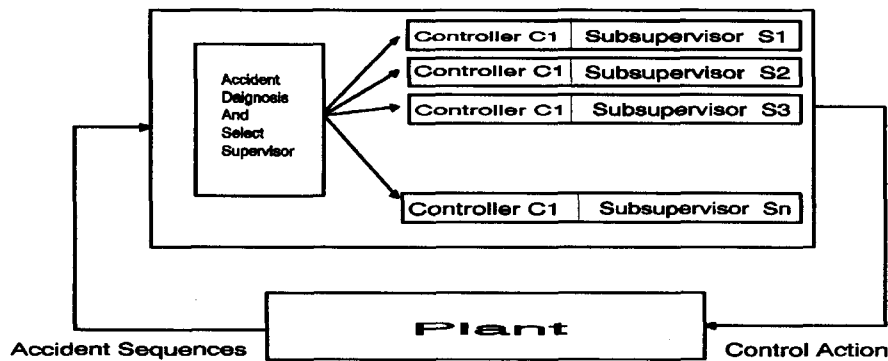 Controller C1 Subsupervisor S1
Controller C1 Subsupervisor S2
Controller C1 Subsupervisor S3
Accident
Daignosis
And
Select
Supervisor
Controller C1 Subsupervisor Sn
Plant
Accident Sequences
Control Action